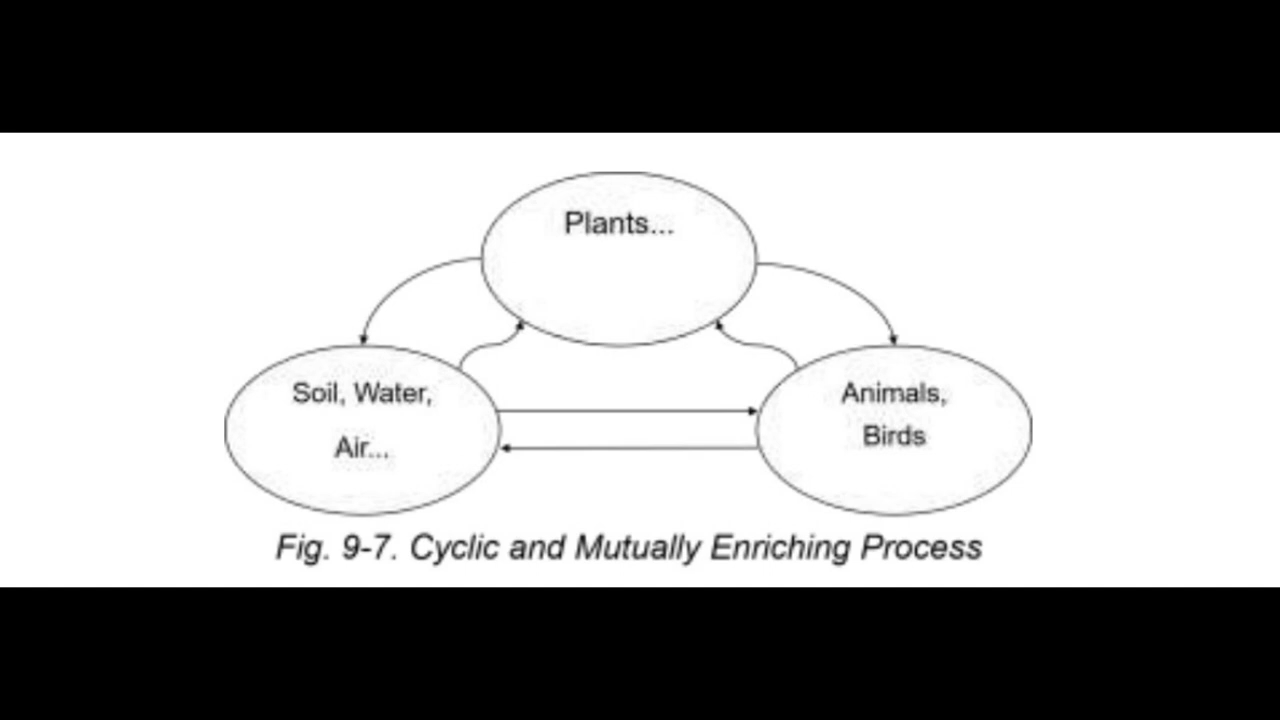 Plants...
Soil, Water,
Air...
Animals,
Birds
Fig. 9-7. Cyclic and Mutually Enriching Process